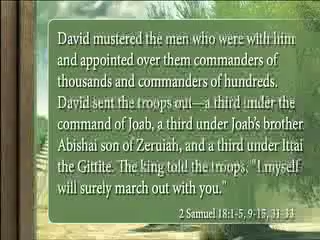 David mustered the men who were with him
and appointed over them commanders of
thousands and commanders of hundreds.
David sent the troops out—a third under the
command of Joab, a third under Joab's brother
Abishai son of Zeruiah, and a third under Ittai
the Gittite. The king told the troops, "I myself
will surely march out with you."
2 Samuel 18:1-5, 9-15, 31-33